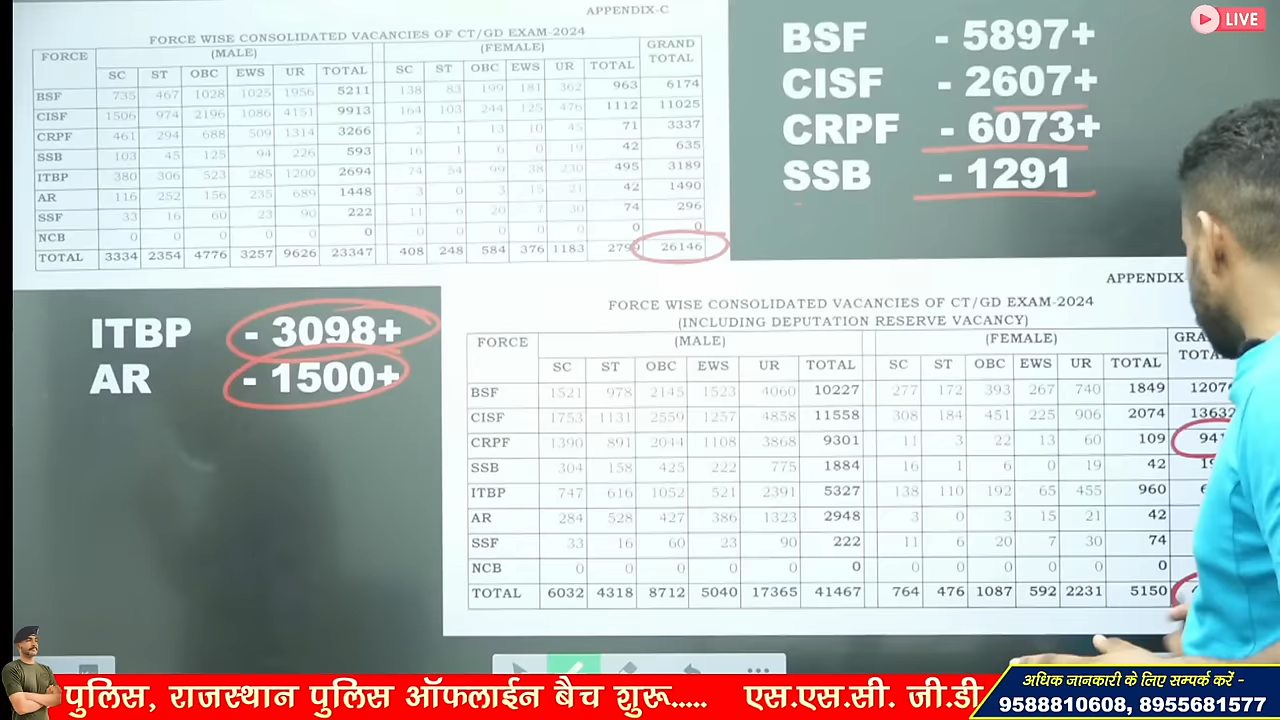 LIVE
APPENDIX-C
FORCE WISE CONSOLIDATED VACANCIES OF CT/GD EXAM-2024
FORCE (MALE) (FEMALE) GRAND TOTAL
SC ST OBC EWS UR TOTAL SC ST OBC EWS UR TOTAL
BSF 735 467 1028 1025 1956 5211 138 83 199 181 362 963 6174
CISF 1506 974 2196 1086 4151 9913 164 103 244 125 476 1112 11025
CRPF 461 294 688 509 1314 3266 2 1 13 10 45 71 3337
SSB 103 45 125 94 226 593 16 1 6 0 19 42 635
ITBP 380 306 523 285 1200 2694 74 54 99 38 230 495 3189
AR 116 252 156 235 689 1448 3 0 3 15 21 42 1490
SSF 33 16 60 23 90 222 11 6 20 7 30 74 296
NCB 0 0 0 0 0 0 0 0 0 0 0 0 0
TOTAL 3334 2354 4776 3257 9626 23347 408 248 584 376 1183 2799 26146
BSF - 5897+
CISF - 2607+
CRPF - 6073+
SSB - 1291
ITBP - 3098+
AR - 1500+
APPENDIX
FORCE WISE CONSOLIDATED VACANCIES OF CT/GD EXAM-2024
(INCLUDING DEPUTATION RESERVE VACANCY)
FORCE (MALE) (FEMALE)
SC ST OBC EWS UR TOTAL SC ST OBC EWS UR TOTAL
BSF 1521 978 2145 1523 4060 10227 277 172 393 267 740 1849
CISF 1753 1131 2559 1257 4858 11558 308 184 451 225 906 2074 13632
CRPF 1390 891 2044 1108 3868 9301 11 3 22 13 60 109
SSB 304 158 425 222 775 1884 16 1 6 0 19 42
ITBP 747 616 1052 521 2391 5327 138 110 192 65 455 960
AR 284 528 427 386 1323 2948 3 0 3 15 21 42
SSF 33 16 60 23 90 222 11 6 20 7 30 74
NCB 0 0 0 0 0 0 0 0 0 0 0 0
TOTAL 6032 4318 8712 5040 17365 41467 764 476 1087 592 2231 5150
पुलिस, राजस्थान पुलिस ऑफलाईन बैच शुरू..... एस.एस.सी. जी.डी
अधिक जानकारी के लिए सम्पर्क करें -
9588810608, 8955681577